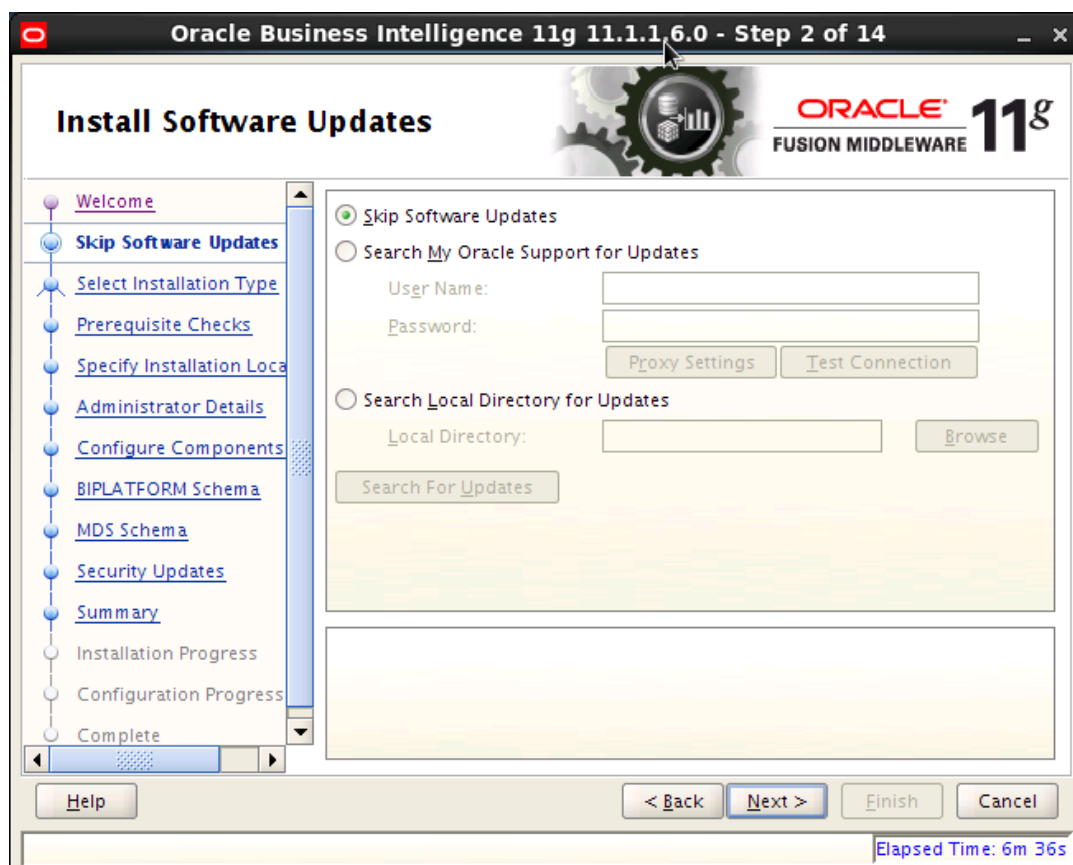 Oracle Business Intelligence 11g 11.1.1.6.0 - Step 2 of 14
Install Software Updates
ORACLE
FUSION MIDDLEWARE
11g
Welcome
Skip Software Updates
Select Installation Type
Prerequisite Checks
Specify Installation Loca
Administrator Details
Configure Components
BIPLATFORM Schema
MDS Schema
Security Updates
Summary
Installation Progress
Configuration Progress
Complete
Skip Software Updates
Search My Oracle Support for Updates
User Name:
Password:
Proxy Settings
Test Connection
Search Local Directory for Updates
Local Directory:
Browse
Search For Updates
Help
< Back
Next >
Finish
Cancel
Elapsed Time: 6m 36s